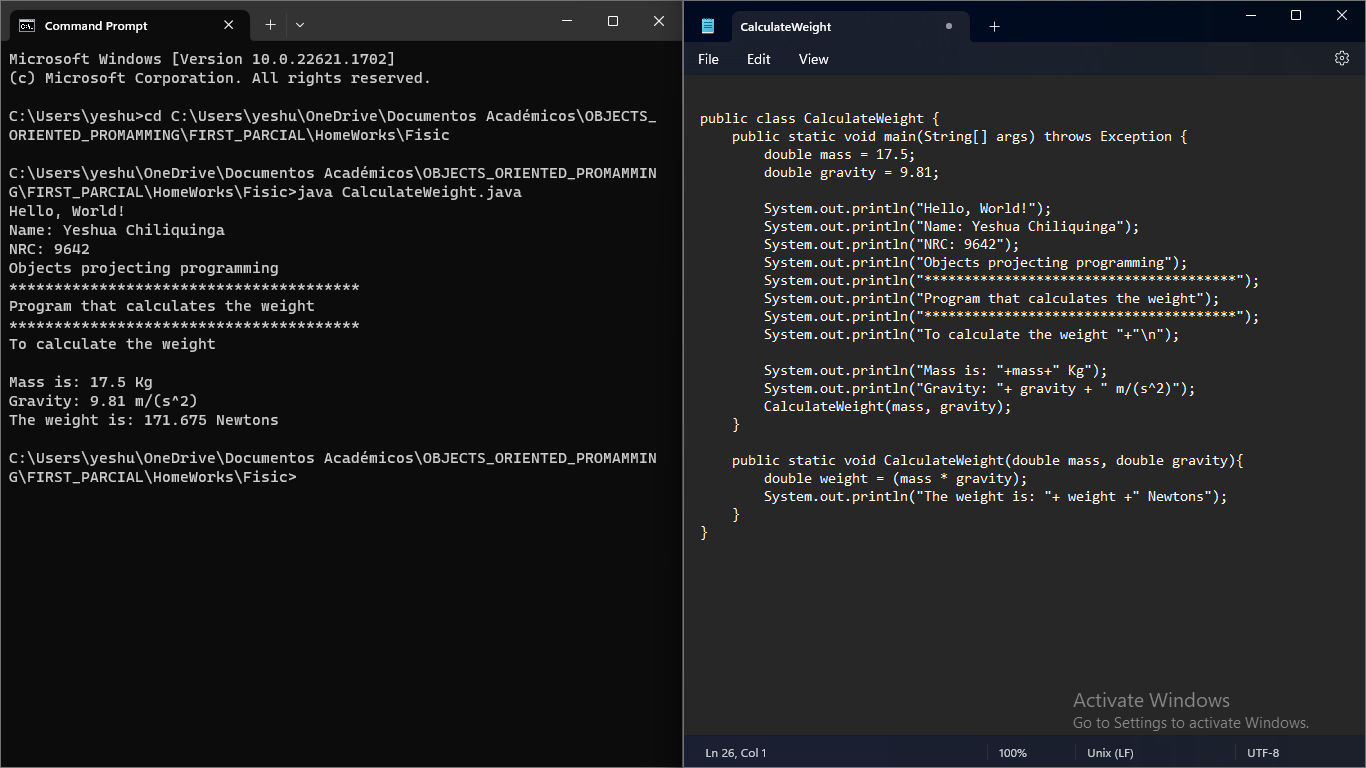 Command Prompt
Microsoft Windows [Version 10.0.22621.1702]
(c) Microsoft Corporation. All rights reserved.
C:\Users\yeshu>cd C:\Users\yeshu\OneDrive\Documentos Académicos\OBJECTS_
ORIENTED_PROMAMMING\FIRST_PARCIAL\HomeWorks\Fisic
C:\Users\yeshu\OneDrive\Documentos Académicos\OBJECTS_ORIENTED_PROMAMMIN
G\FIRST_PARCIAL\HomeWorks\Fisic>java CalculateWeight.java
Hello, World!
Name: Yeshua Chiliquinga
NRC: 9642
Objects projecting programming
***************************************
Program that calculates the weight
***************************************
To calculate the weight
Mass is: 17.5 Kg
Gravity: 9.81 m/(s^2)
The weight is: 171.675 Newtons
C:\Users\yeshu\OneDrive\Documentos Académicos\OBJECTS_ORIENTED_PROMAMMIN
G\FIRST_PARCIAL\HomeWorks\Fisic>
CalculateWeight
File Edit View
public class CalculateWeight {
    public static void main(String[] args) throws Exception {
        double mass = 17.5;
        double gravity = 9.81;
        System.out.println("Hello, World!");
        System.out.println("Name: Yeshua Chiliquinga");
        System.out.println("NRC: 9642");
        System.out.println("Objects projecting programming");
        System.out.println("***************************************");
        System.out.println("Program that calculates the weight");
        System.out.println("***************************************");
        System.out.println("To calculate the weight "+"\n");
        System.out.println("Mass is: "+mass+" Kg");
        System.out.println("Gravity: "+ gravity + " m/(s^2)");
        CalculateWeight(mass, gravity);
    }
    public static void CalculateWeight(double mass, double gravity){
        double weight = (mass * gravity);
        System.out.println("The weight is: "+ weight +" Newtons");
    }
}
Activate Windows
Go to Settings to activate Windows.
Ln 26, Col 1 100% Unix (LF) UTF-8